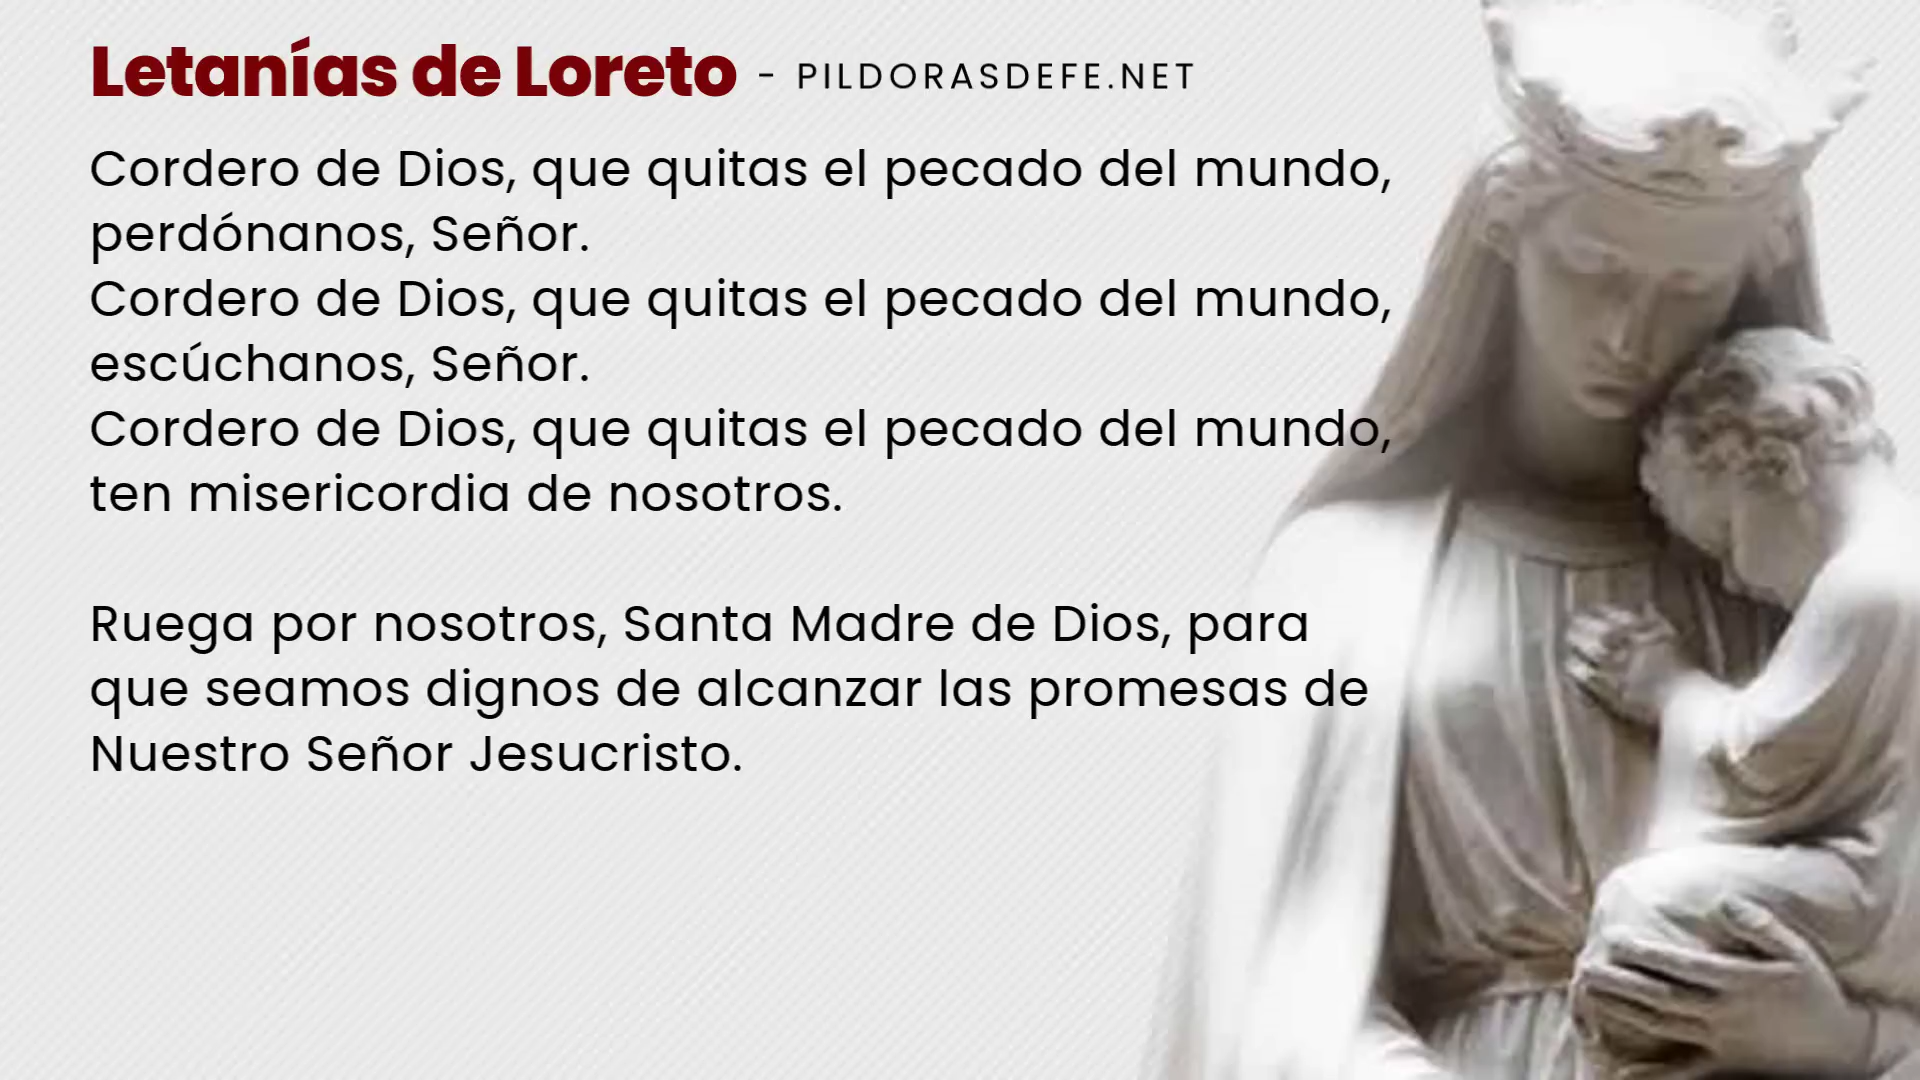 Letanías de Loreto - PILDORASDEFE.NET
Cordero de Dios, que quitas el pecado del mundo,
perdónanos, Señor.
Cordero de Dios, que quitas el pecado del mundo,
escúchanos, Señor.
Cordero de Dios, que quitas el pecado del mundo,
ten misericordia de nosotros.
Ruega por nosotros, Santa Madre de Dios, para
que seamos dignos de alcanzar las promesas de
Nuestro Señor Jesucristo.